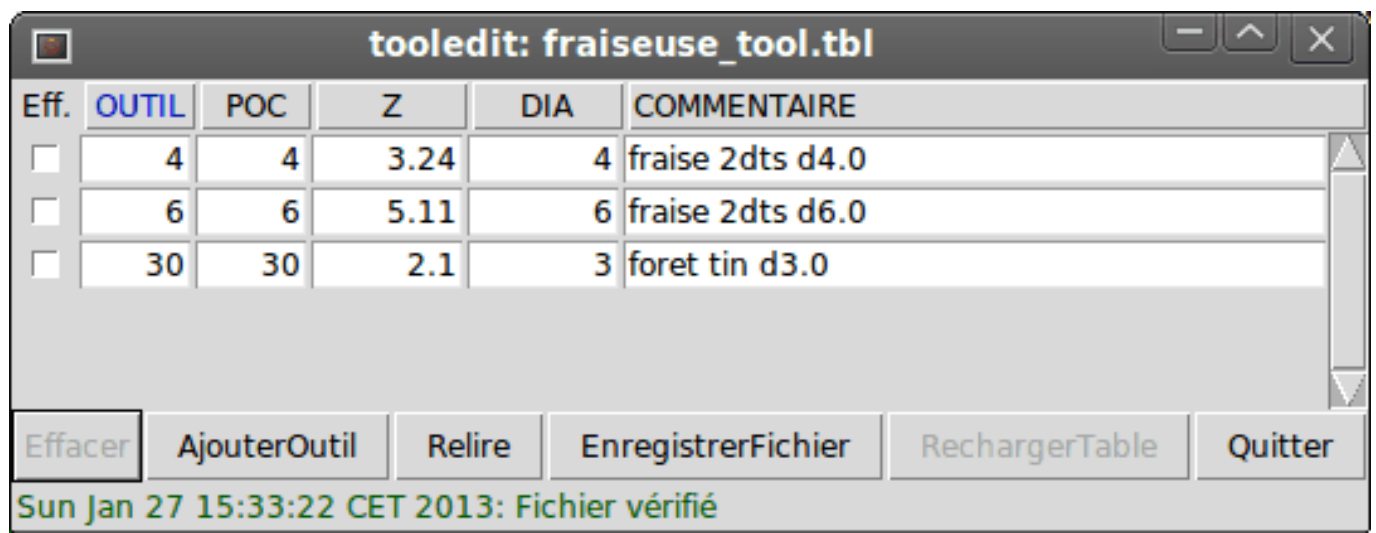 tooledit: fraiseuse_tool.tbl
Eff. OUTIL POC Z DIA COMMENTAIRE
4 4 3.24 4 fraise 2dts d4.0
6 6 5.11 6 fraise 2dts d6.0
30 30 2.1 3 foret tin d3.0
Effacer AjouterOutil Relire EnregistrerFichier RechargerTable Quitter
Sun Jan 27 15:33:22 CET 2013: Fichier vérifié